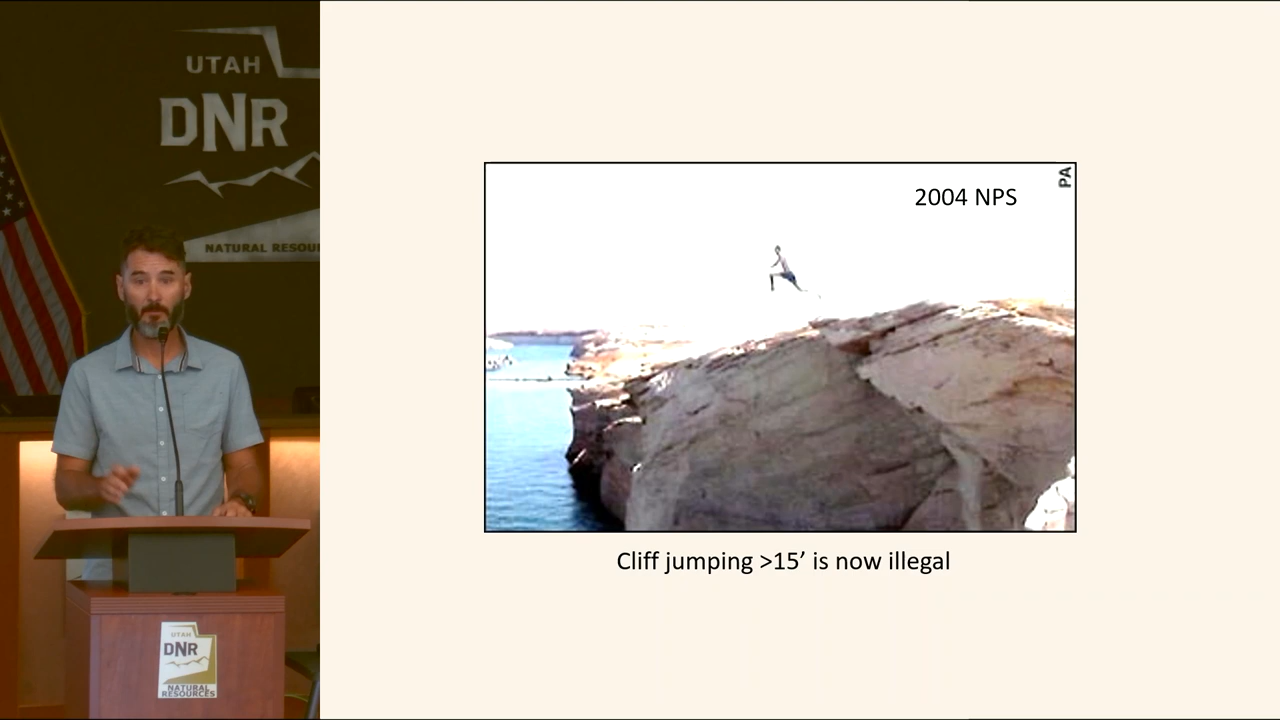 UTAH
DNR
NATURAL RESOU
UTAH
DNR
NATURAL
RESOURCES
2004 NPS
PA
Cliff jumping >15’ is now illegal